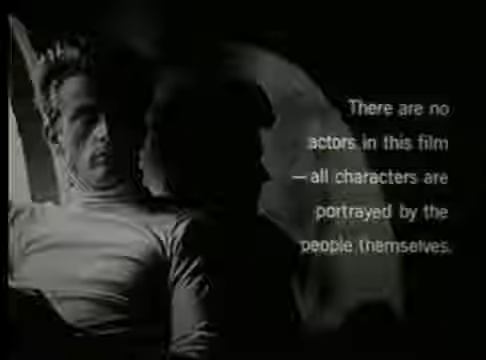 There are no
actors in this film
—all characters are
portrayed by the
people themselves.